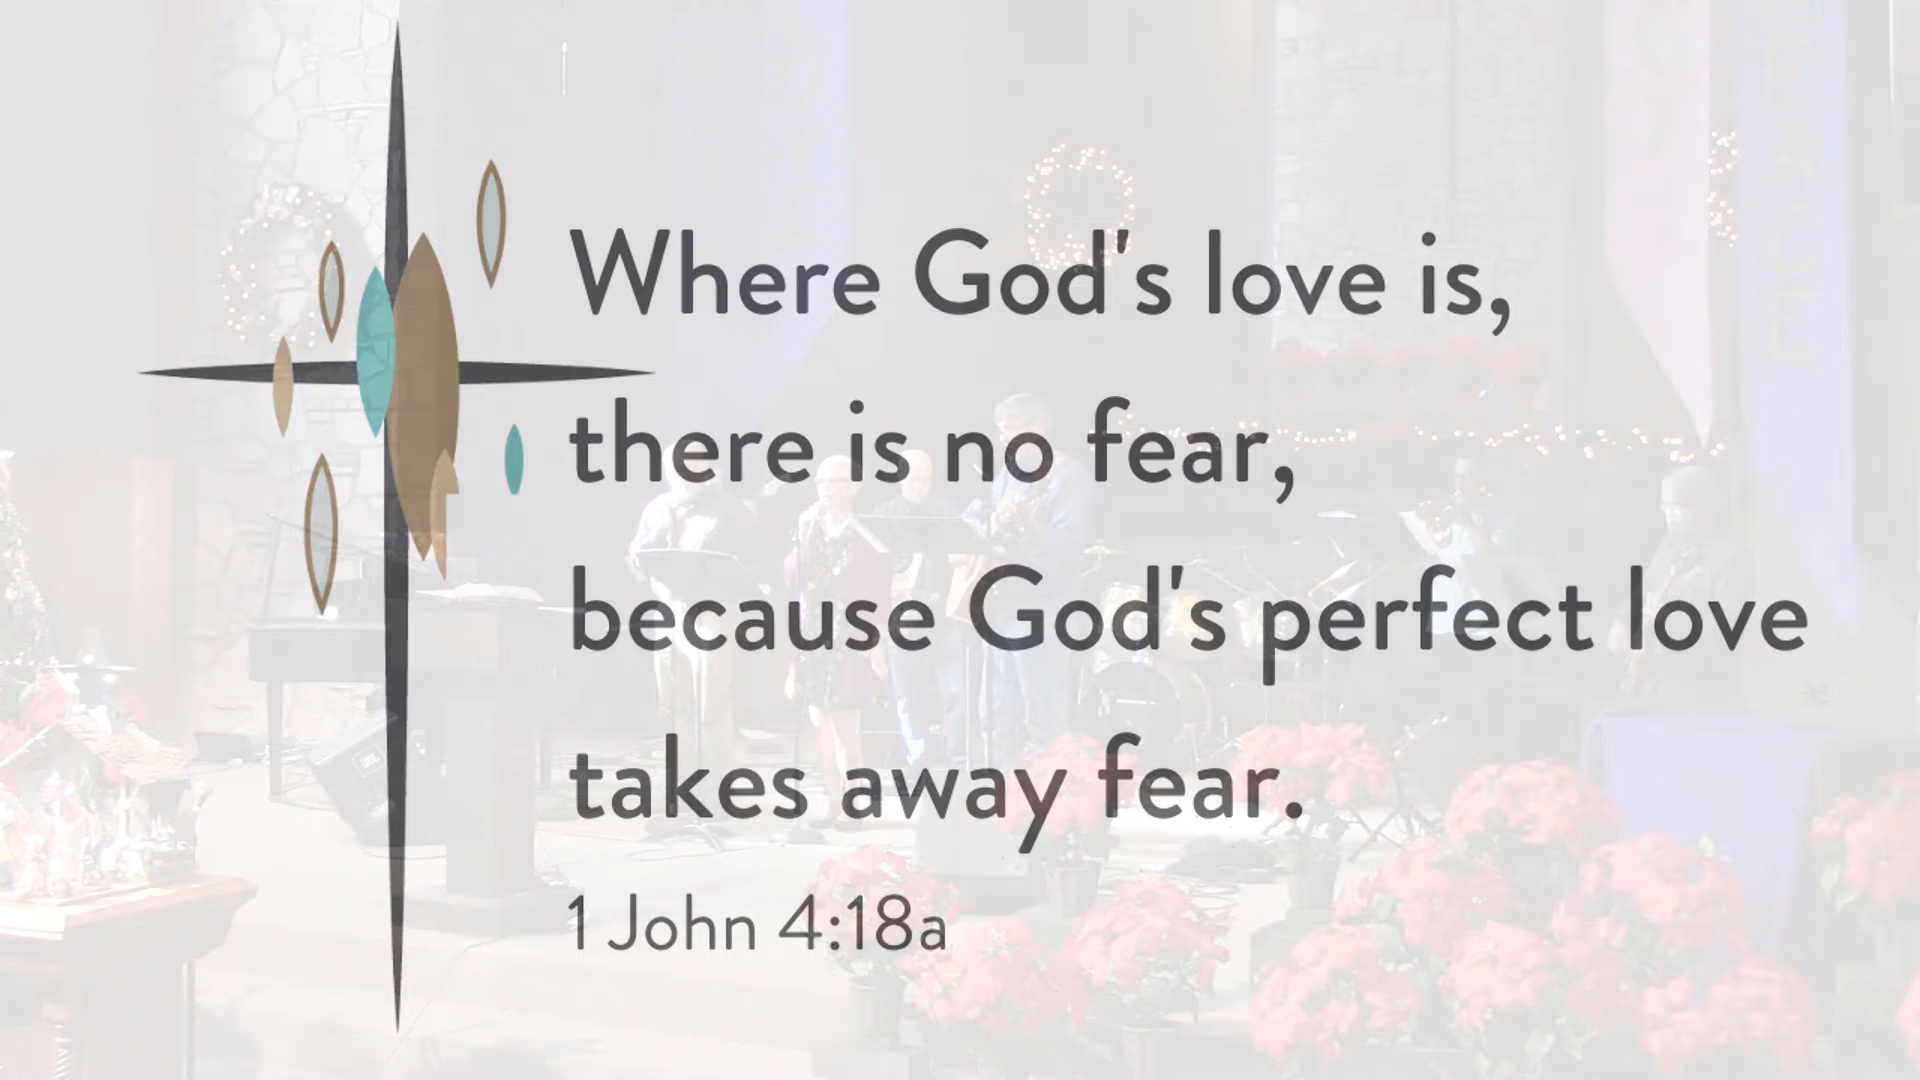 Where God's love is,
there is no fear,
because God's perfect love
takes away fear.
1 John 4:18a